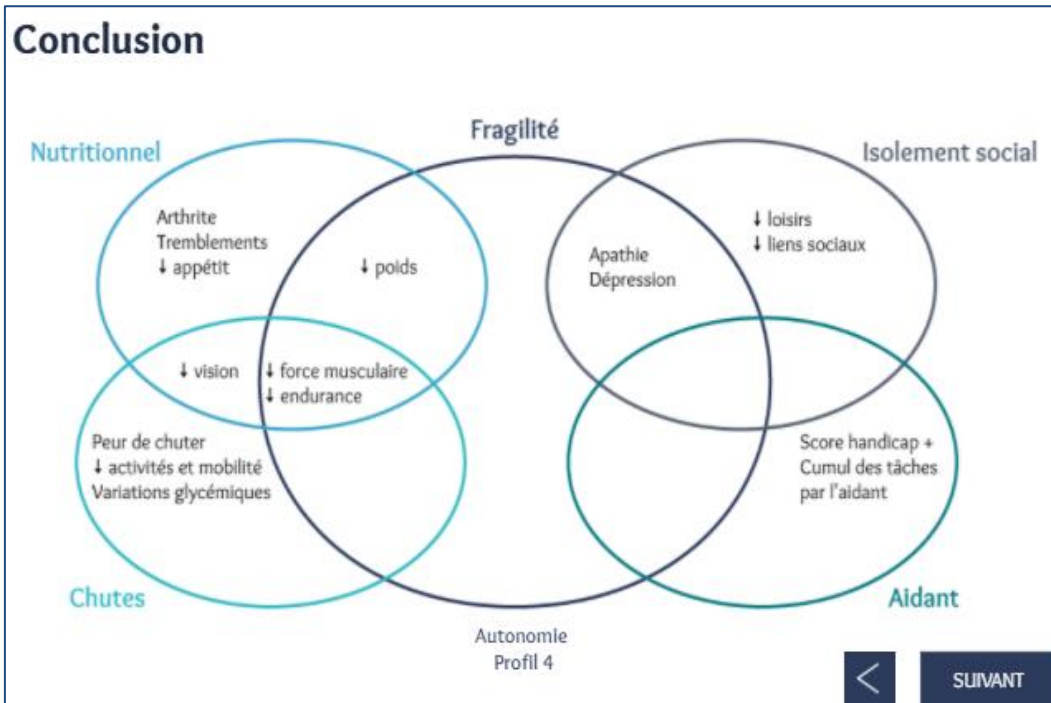 Conclusion
Fragilité
Nutritionnel
Isolement social
Arthrite
Tremblements
↓ appétit
↓ poids
Apathie
Dépression
↓ loisirs
↓ liens sociaux
↓ vision
↓ force musculaire
↓ endurance
Peur de chuter
↓ activités et mobilité
Variations glycémiques
Score handicap +
Cumul des tâches
par l'aidant
Chutes
Aidant
Autonomie
Profil 4
SUIVANT